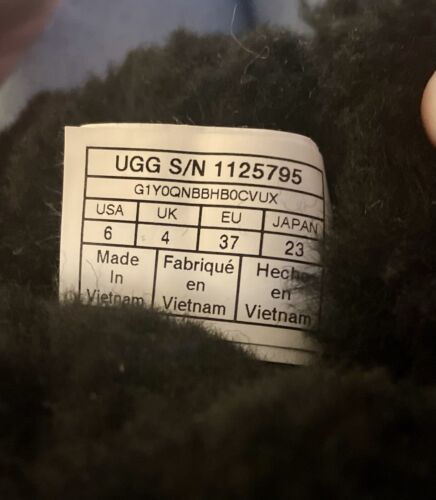 UGG S/N 1125795
G1Y0QNBBHB0CVUX
USA UK EU JAPAN
6 4 37 23
Made Fabriqué Hecho
In en en
Vietnam Vietnam Vietnam